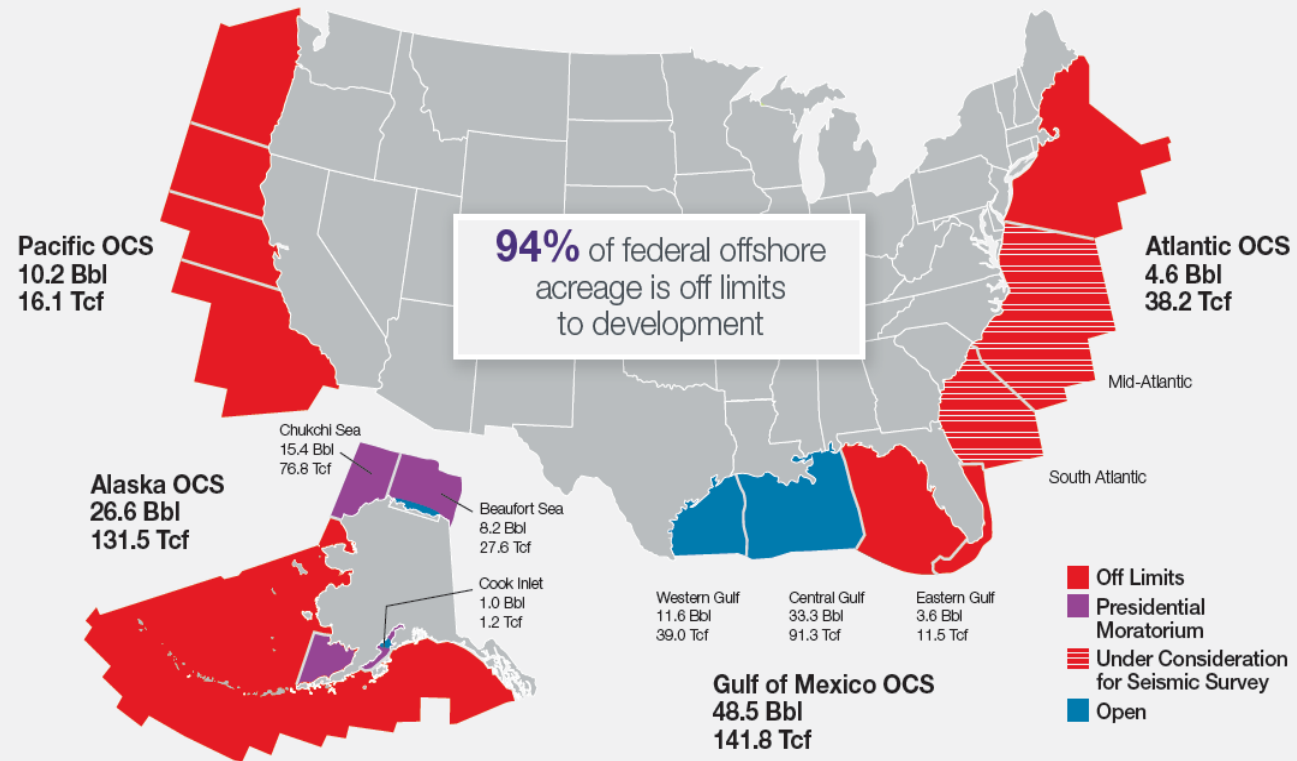 94% of federal offshore
acreage is off limits
to development
Pacific OCS
10.2 Bbl
16.1 Tcf
Atlantic OCS
4.6 Bbl
38.2 Tcf
Mid-Atlantic
South Atlantic
Chukchi Sea
15.4 Bbl
76.8 Tcf
Alaska OCS
26.6 Bbl
131.5 Tcf
Beaufort Sea
8.2 Bbl
27.6 Tcf
Cook Inlet
1.0 Bbl
1.2 Tcf
Western Gulf
11.6 Bbl
39.0 Tcf
Central Gulf
33.3 Bbl
91.3 Tcf
Eastern Gulf
3.6 Bbl
11.5 Tcf
Gulf of Mexico OCS
48.5 Bbl
141.8 Tcf
Off Limits
Presidential
Moratorium
Under Consideration
for Seismic Survey
Open